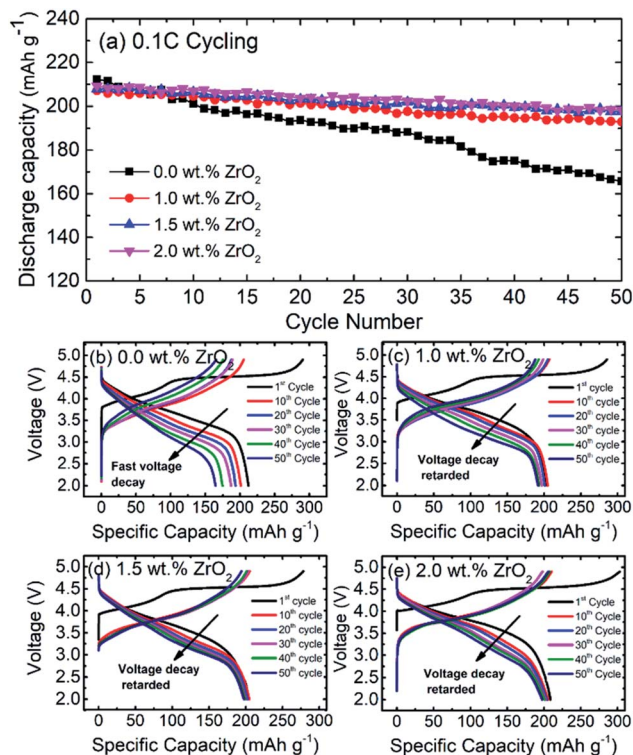 (a) 0.1C Cycling
Discharge capacity (mAh g⁻¹)
240
220
200
180
160
140
120
0.0 wt.% ZrO₂
1.0 wt.% ZrO₂
1.5 wt.% ZrO₂
2.0 wt.% ZrO₂
0 5 10 15 20 25 30 35 40 45 50
Cycle Number
(b) 0.0 wt.% ZrO₂
Voltage (V)
5.0
4.5
4.0
3.5
3.0
2.5
2.0
1ˢᵗ Cycle
10ᵗʰ Cycle
20ᵗʰ Cycle
30ᵗʰ Cycle
40ᵗʰ Cycle
50ᵗʰ Cycle
Fast voltage
decay
0 50 100 150 200 250 300
Specific Capacity (mAh g⁻¹)
(c) 1.0 wt.% ZrO₂
Voltage (V)
5.0
4.5
4.0
3.5
3.0
2.5
2.0
1ˢᵗ cycle
10ᵗʰ cycle
20ᵗʰ cycle
30ᵗʰ cycle
40ᵗʰ cycle
50ᵗʰ cycle
Voltage decay
retarded
0 50 100 150 200 250 300
Specific Capacity (mAh g⁻¹)
(d) 1.5 wt.% ZrO₂
Voltage (V)
5.0
4.5
4.0
3.5
3.0
2.5
2.0
1ˢᵗ cycle
10ᵗʰ cycle
20ᵗʰ cycle
30ᵗʰ cycle
40ᵗʰ cycle
50ᵗʰ cycle
Voltage decay
retarded
0 50 100 150 200 250 300
Specific Capacity (mAh g⁻¹)
(e) 2.0 wt.% ZrO₂
Voltage (V)
5.0
4.5
4.0
3.5
3.0
2.5
2.0
1ˢᵗ Cycle
10ᵗʰ cycle
20ᵗʰ cycle
30ᵗʰ cycle
40ᵗʰ cycle
50ᵗʰ cycle
Voltage decay
retarded
0 50 100 150 200 250 300
Specific Capacity (mAh g⁻¹)